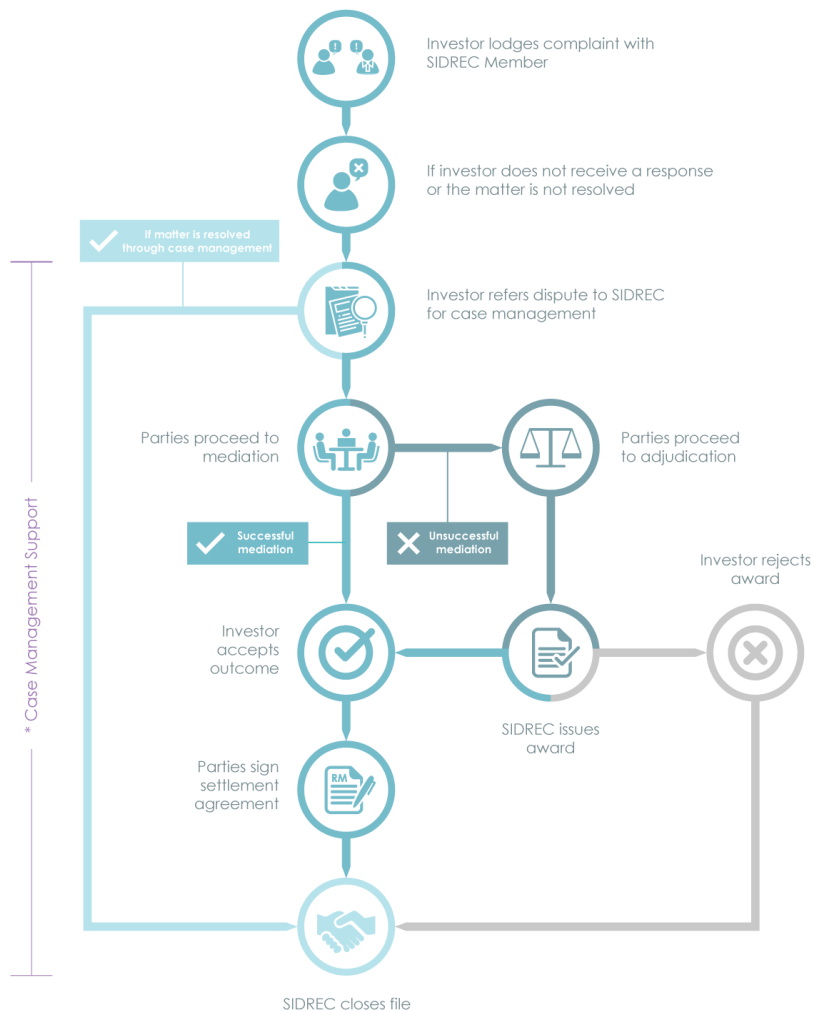 Investor lodges complaint with
SIDREC Member
If investor does not receive a response
or the matter is not resolved
If matter is resolved
through case management
Investor refers dispute to SIDREC
for case management
Parties proceed to
mediation
Parties proceed
to adjudication
* Case Management Support
Successful
mediation
Unsuccessful
mediation
Investor rejects
award
Investor
accepts
outcome
SIDREC issues
award
Parties sign
settlement
agreement
RM
SIDREC closes file